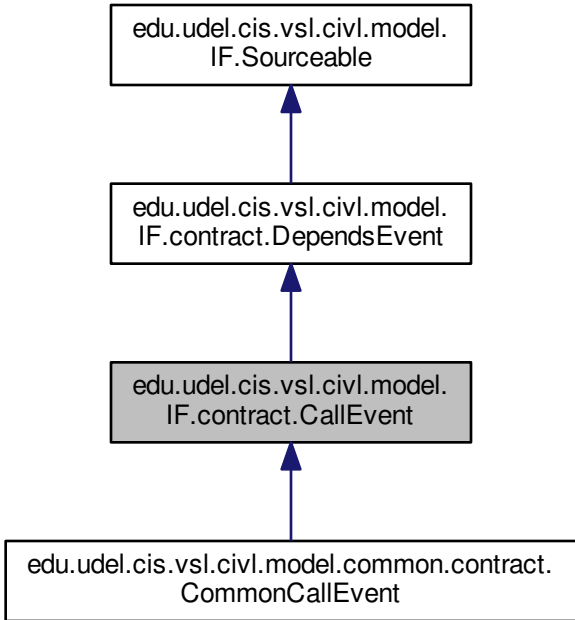 edu.udel.cis.vsl.civl.model.
IF.Sourceable
edu.udel.cis.vsl.civl.model.
IF.contract.DependsEvent
edu.udel.cis.vsl.civl.model.
IF.contract.CallEvent
edu.udel.cis.vsl.civl.model.common.contract.
CommonCallEvent